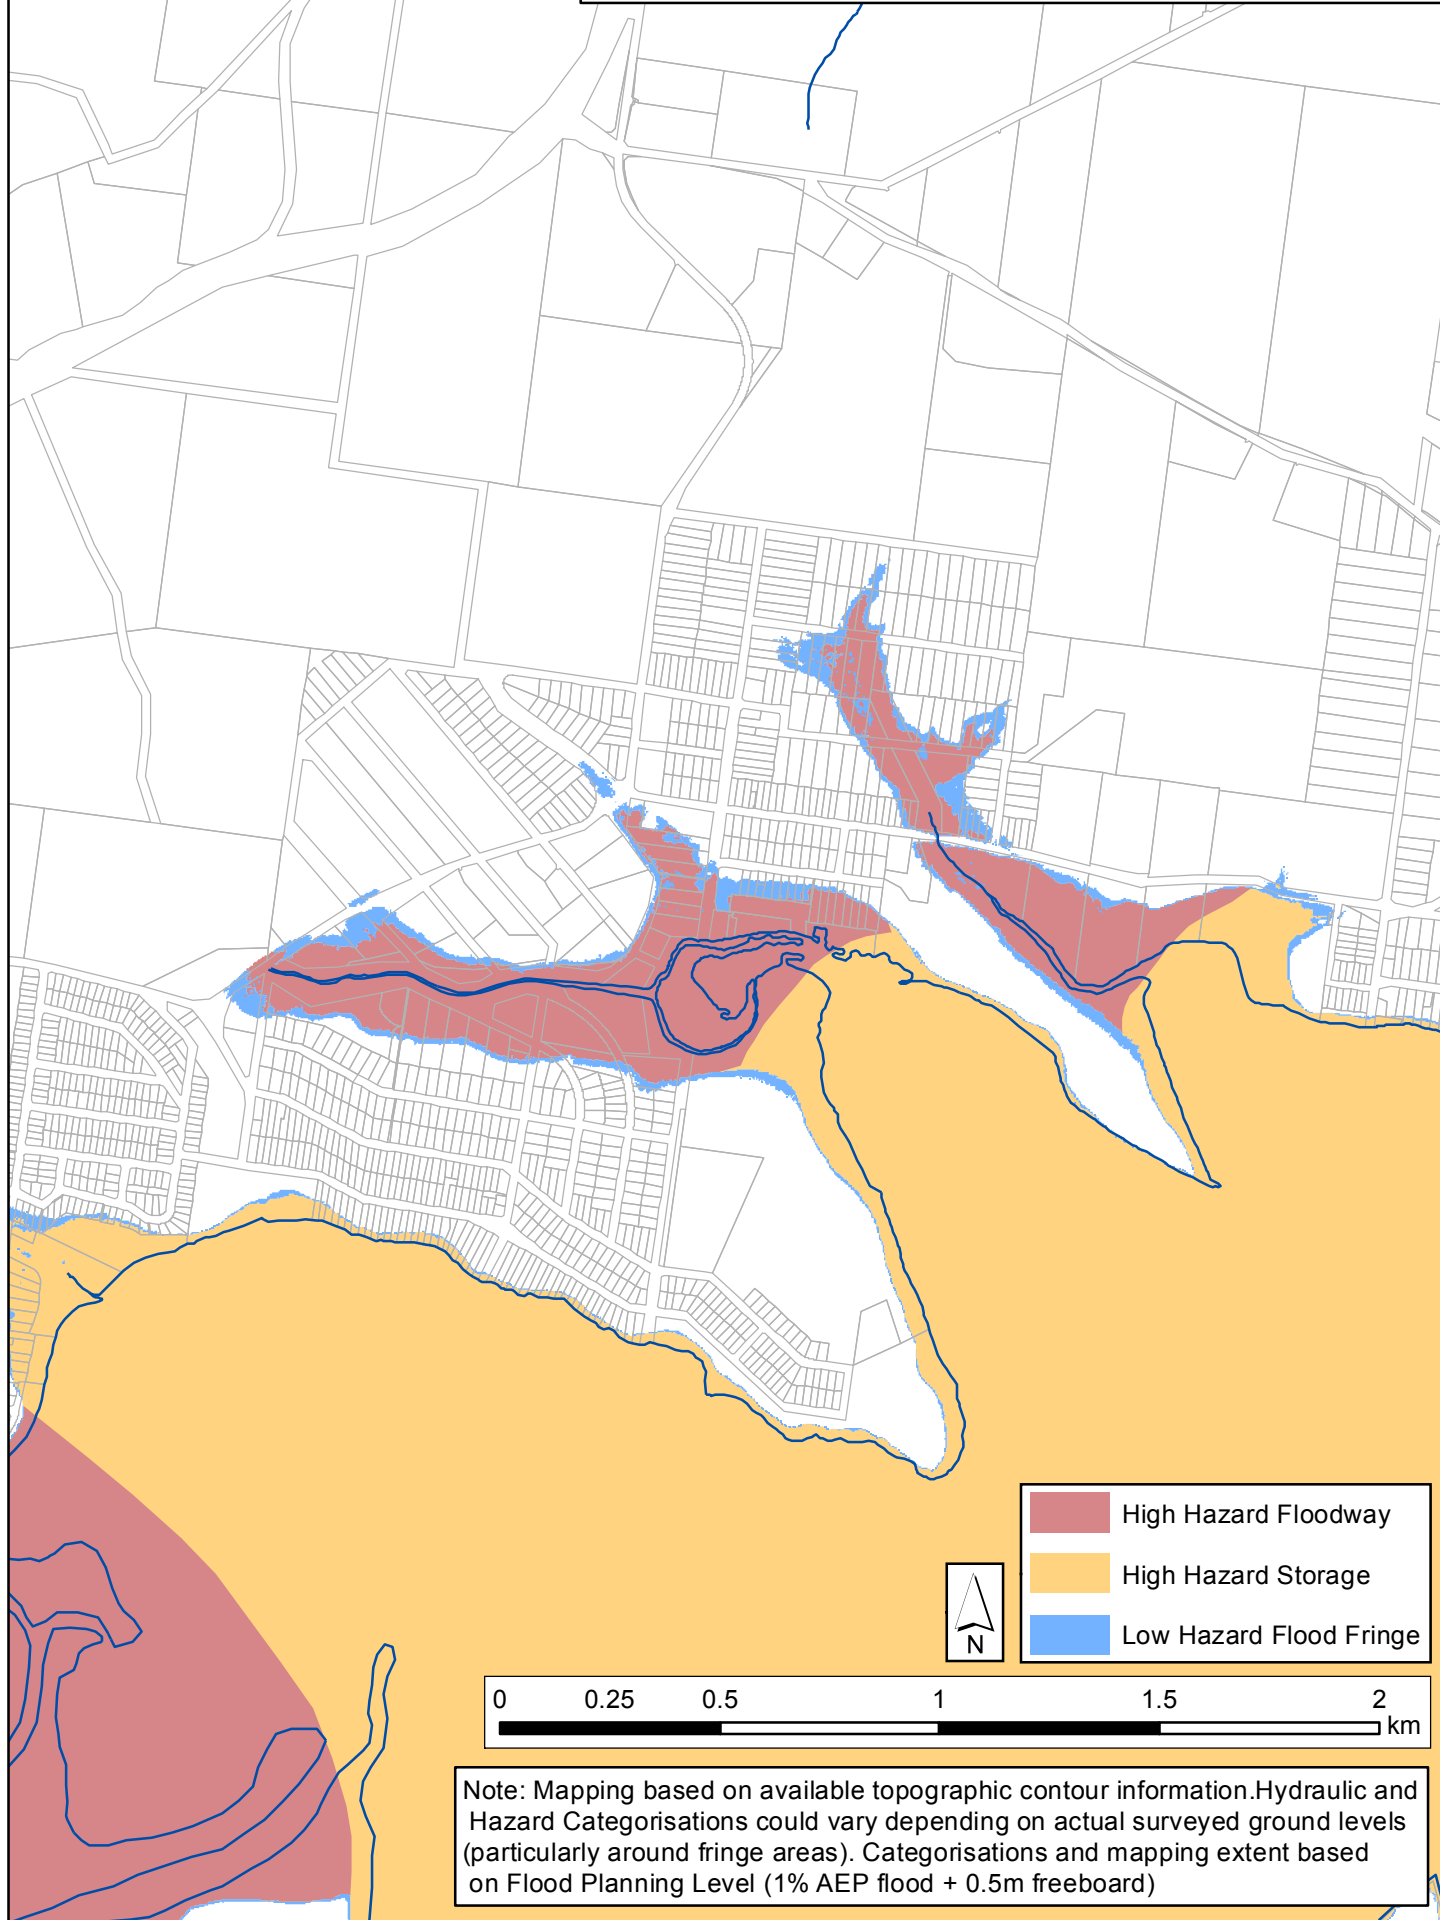 High Hazard Floodway
High Hazard Storage
Low Hazard Flood Fringe
N
0 0.25 0.5 1 1.5 2
km
Note: Mapping based on available topographic contour information.Hydraulic and
Hazard Categorisations could vary depending on actual surveyed ground levels
(particularly around fringe areas). Categorisations and mapping extent based
on Flood Planning Level (1% AEP flood + 0.5m freeboard)